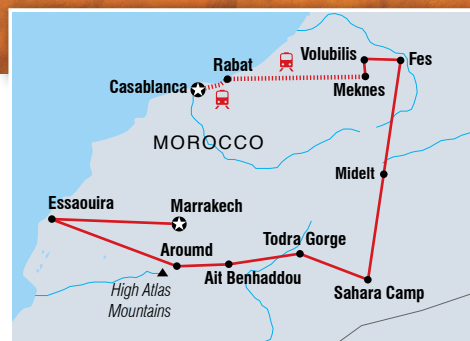 Volubilis
Fes
Rabat
Casablanca
Meknes
MOROCCO
Midelt
Essaouira
Marrakech
Todra Gorge
Aroumd
Ait Benhaddou
High Atlas
Mountains
Sahara Camp